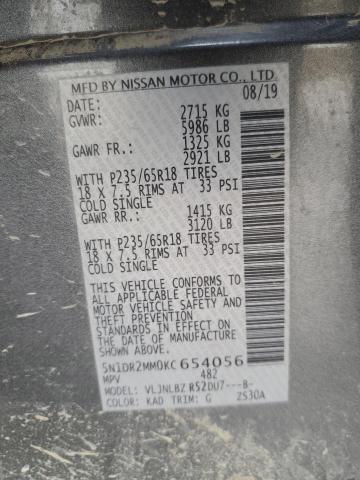 MFD BY NISSAN MOTOR CO., LTD.
DATE: 08/19
GVWR: 2715 KG
5986 LB
GAWR FR.: 1325 KG
2921 LB
WITH P235/65R18 TIRES
18 X 7.5 RIMS AT 33 PSI
COLD SINGLE
GAWR RR.: 1415 KG
3120 LB
WITH P235/65R18 TIRES
18 X 7.5 RIMS AT 33 PSI
COLD SINGLE
THIS VEHICLE CONFORMS TO
ALL APPLICABLE FEDERAL
MOTOR VEHICLE SAFETY AND
THEFT PREVENTION
STANDARDS IN EFFECT ON
THE DATE OF MANUFACTURE
SHOWN ABOVE.
5N1DR2MM0KC654056
MPV 482
MODEL: VLJNLBZ R52DU7---B-
COLOR: KAD TRIM: G ZS30A